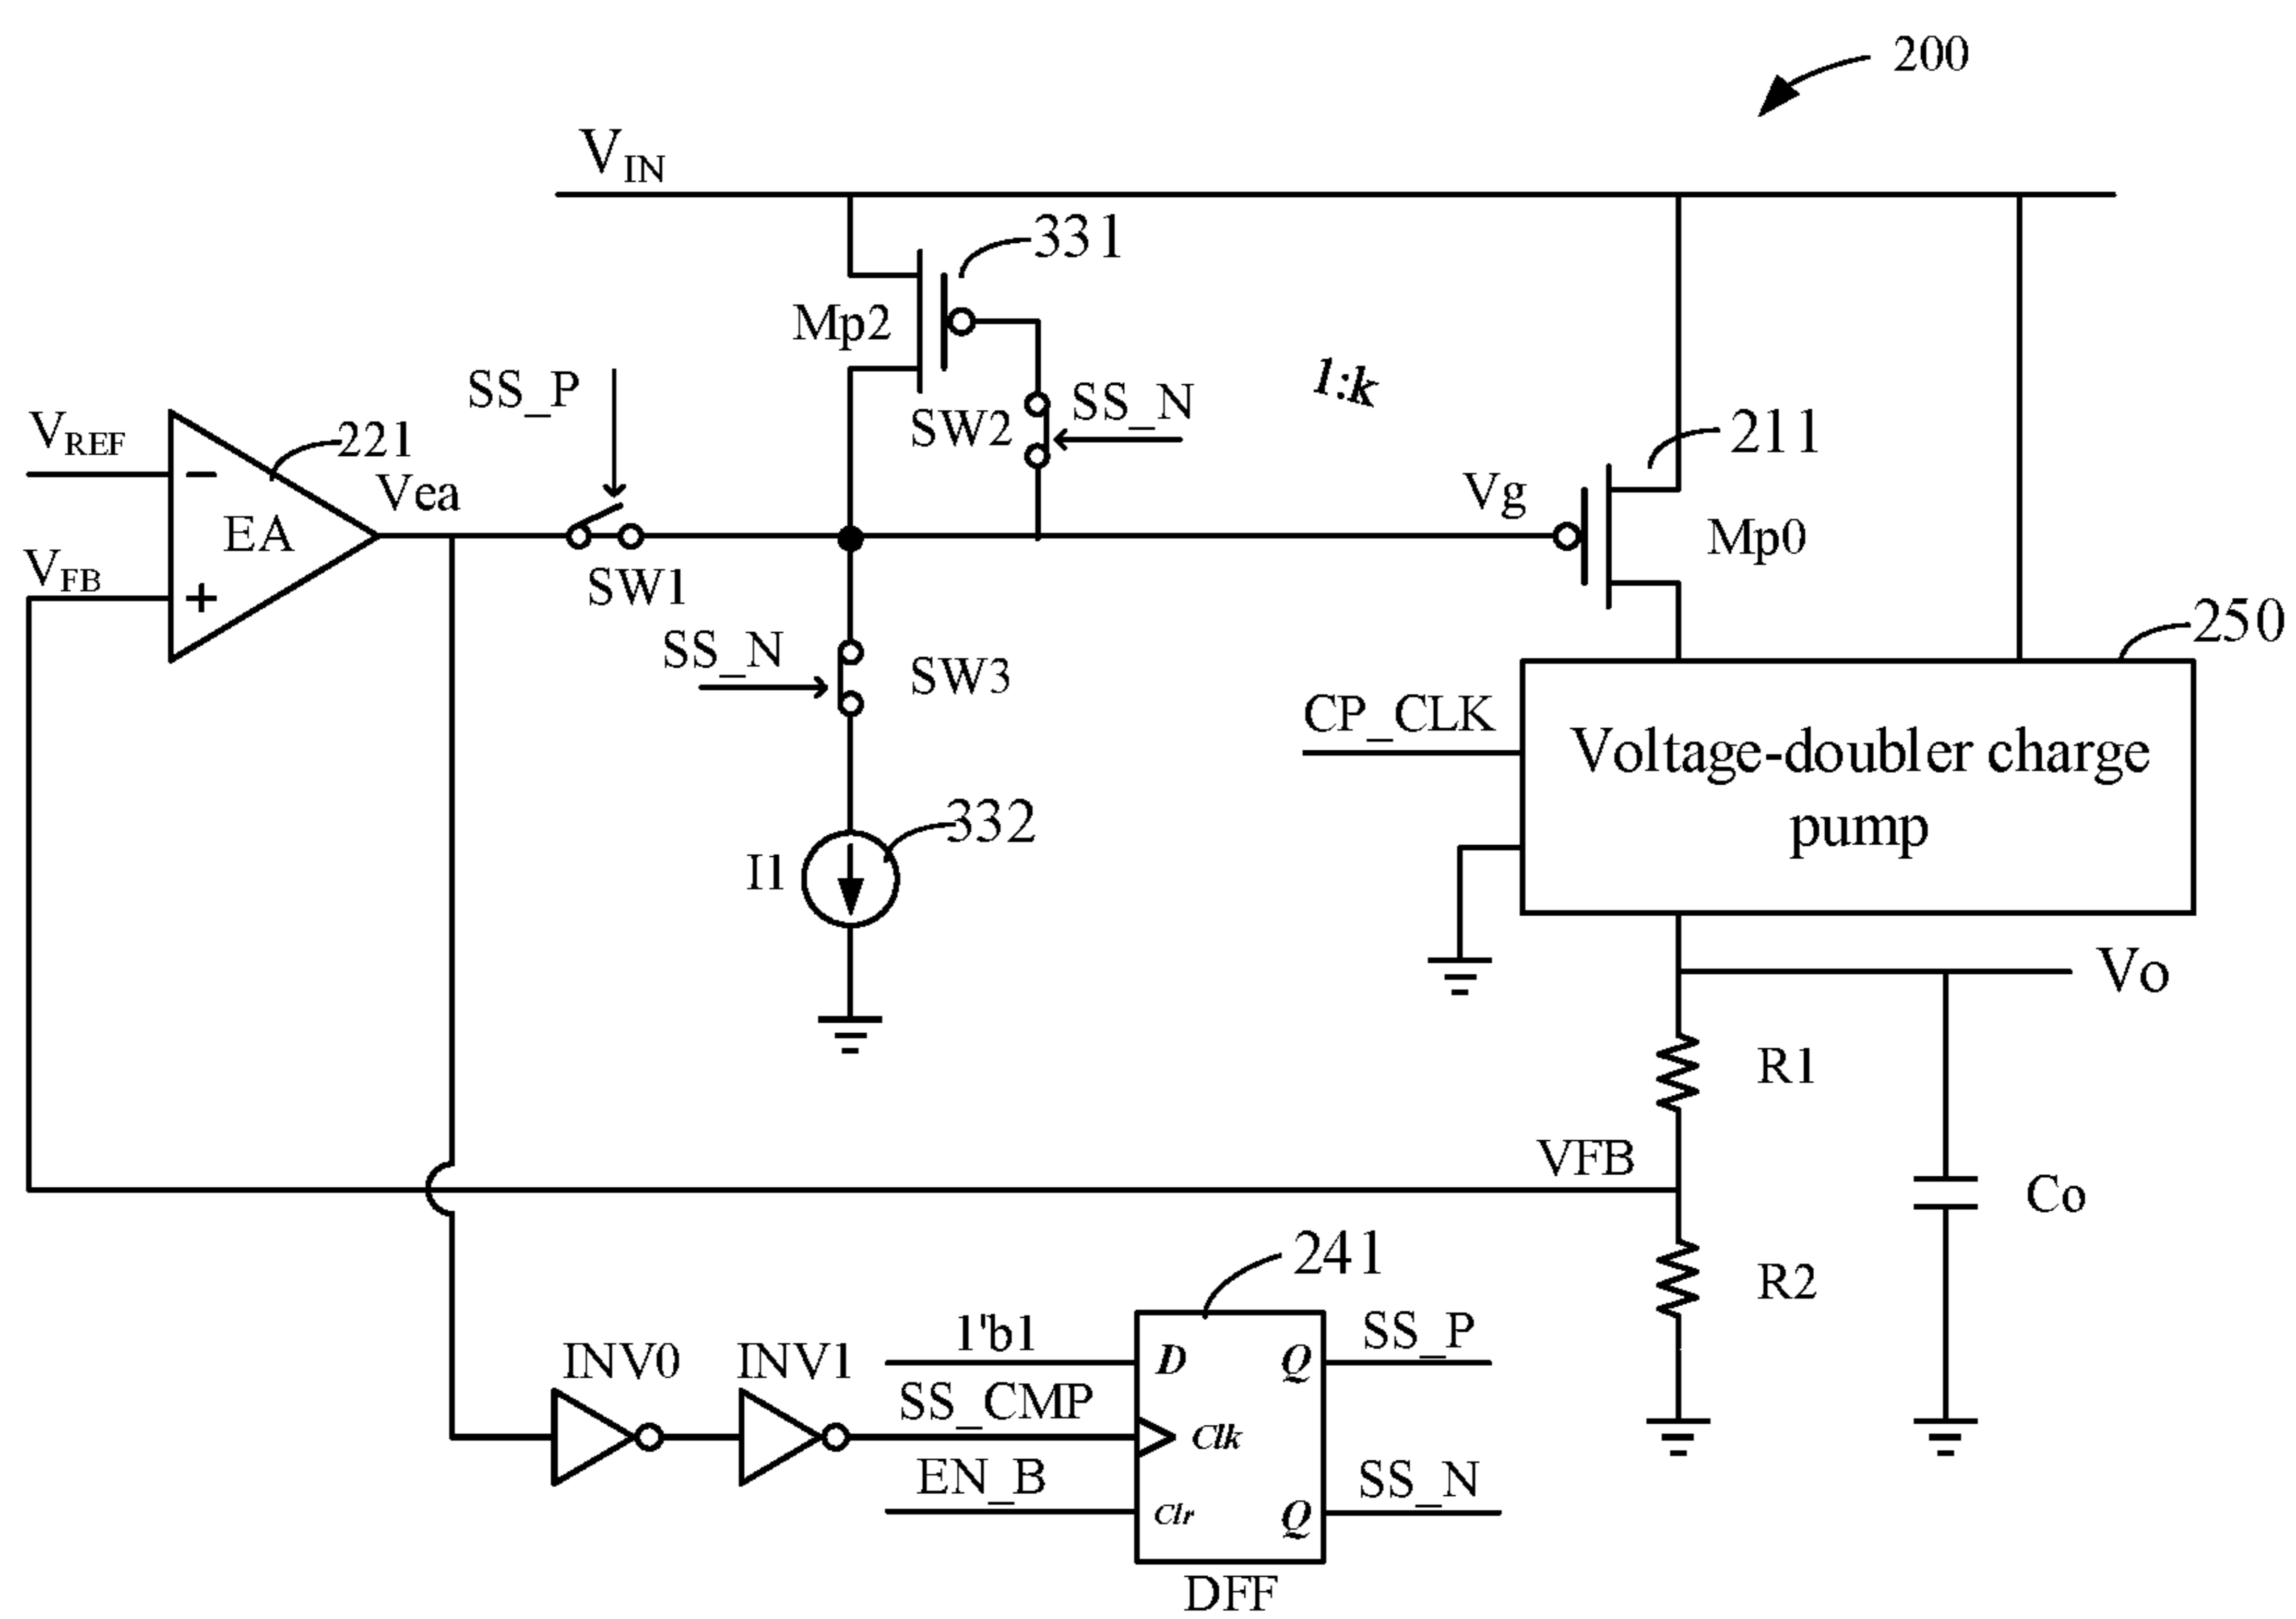 200
VIN
331
Mp2
1:k
SS_P
SW2
SS_N
VREF
221
211
Vea
Vg
EA
Mp0
VFB
SW1
250
SS_N
SW3
CP_CLK
Voltage-doubler charge
pump
332
I1
Vo
R1
VFB
Co
241
R2
1'b1
SS_P
INV0
INV1
D
Q
SS_CMP
Clk
EN_B
SS_N
Clr
Q
DFF